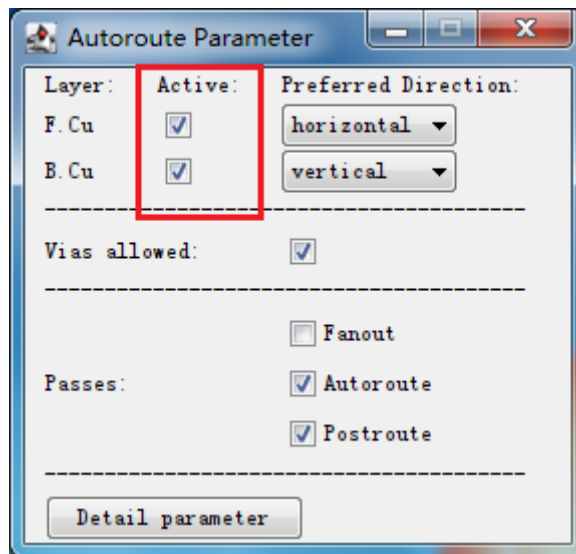 Autoroute Parameter
Layer: Active: Preferred Direction:
F.Cu horizontal
B.Cu vertical
Vias allowed:
Fanout
Passes: Autoroute
Postroute
Detail parameter